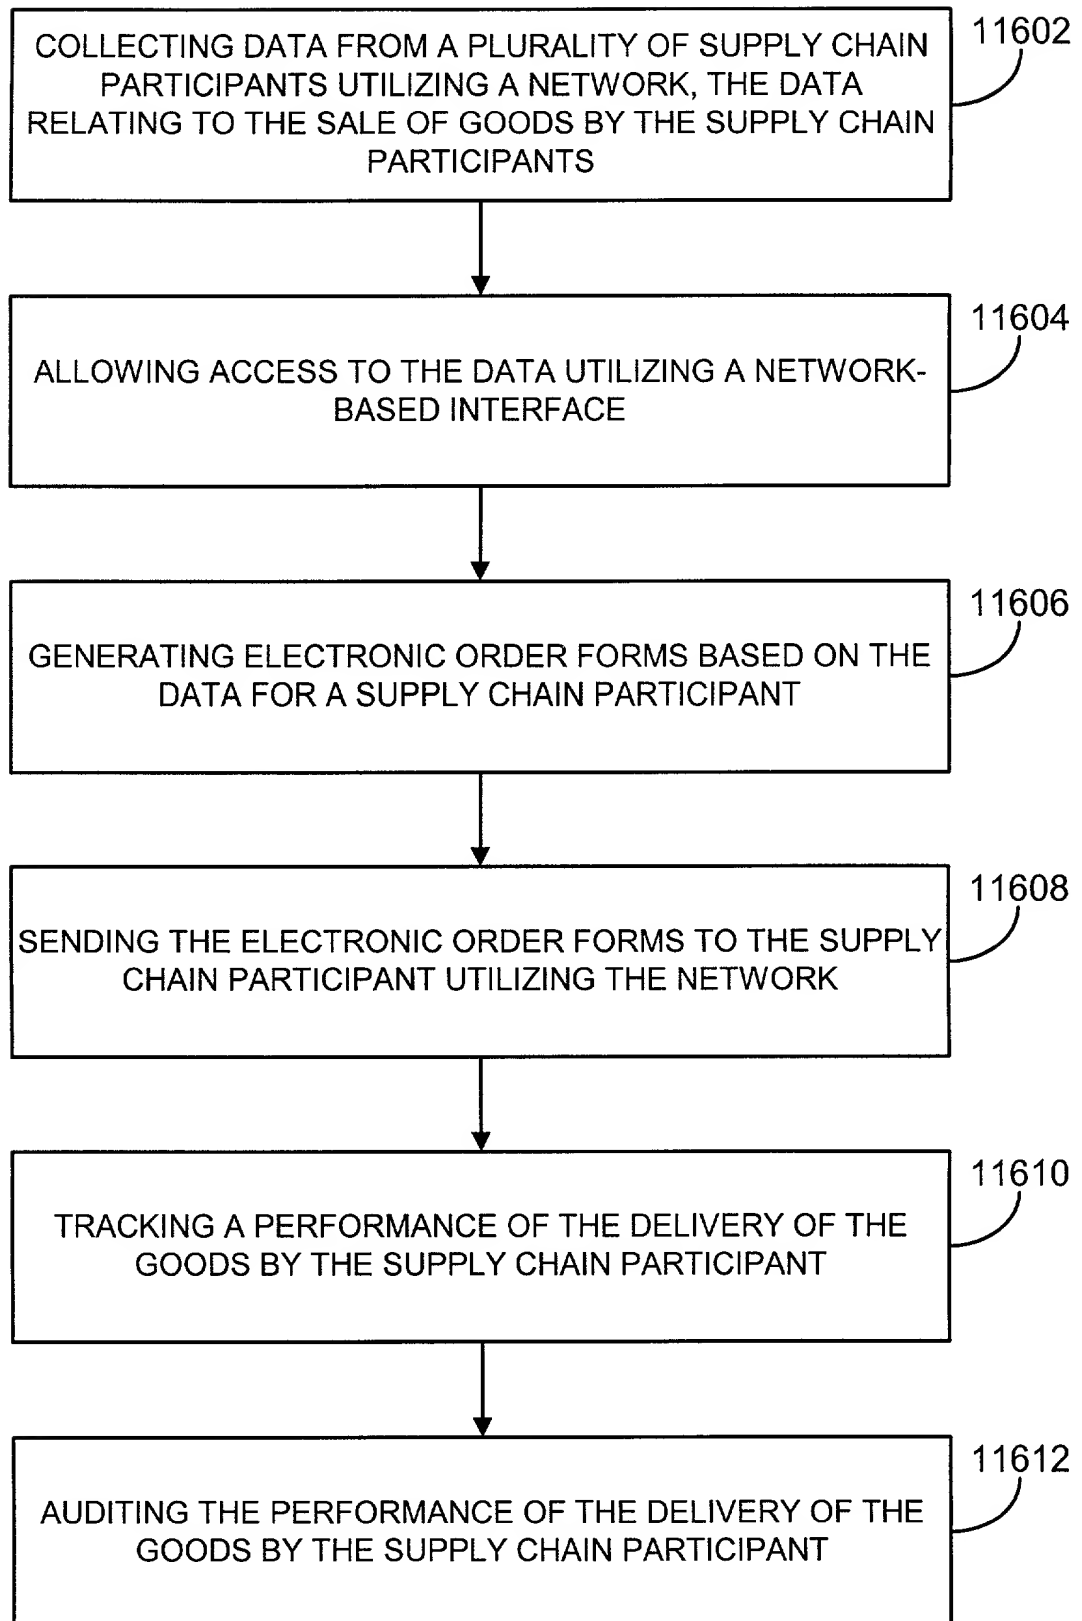 11602
COLLECTING DATA FROM A PLURALITY OF SUPPLY CHAIN
PARTICIPANTS UTILIZING A NETWORK, THE DATA
RELATING TO THE SALE OF GOODS BY THE SUPPLY CHAIN
PARTICIPANTS
11604
ALLOWING ACCESS TO THE DATA UTILIZING A NETWORK-
BASED INTERFACE
11606
GENERATING ELECTRONIC ORDER FORMS BASED ON THE
DATA FOR A SUPPLY CHAIN PARTICIPANT
11608
SENDING THE ELECTRONIC ORDER FORMS TO THE SUPPLY
CHAIN PARTICIPANT UTILIZING THE NETWORK
11610
TRACKING A PERFORMANCE OF THE DELIVERY OF THE
GOODS BY THE SUPPLY CHAIN PARTICIPANT
11612
AUDITING THE PERFORMANCE OF THE DELIVERY OF THE
GOODS BY THE SUPPLY CHAIN PARTICIPANT